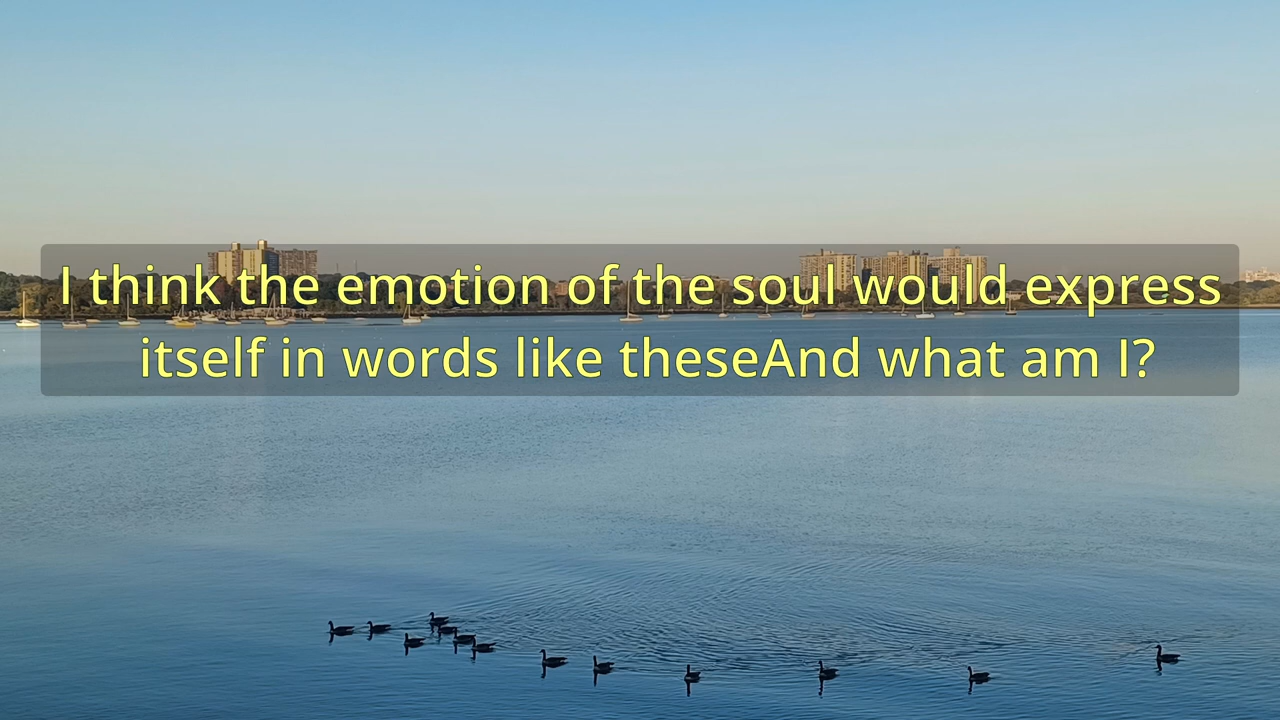 I think the emotion of the soul would express
itself in words like theseAnd what am I?